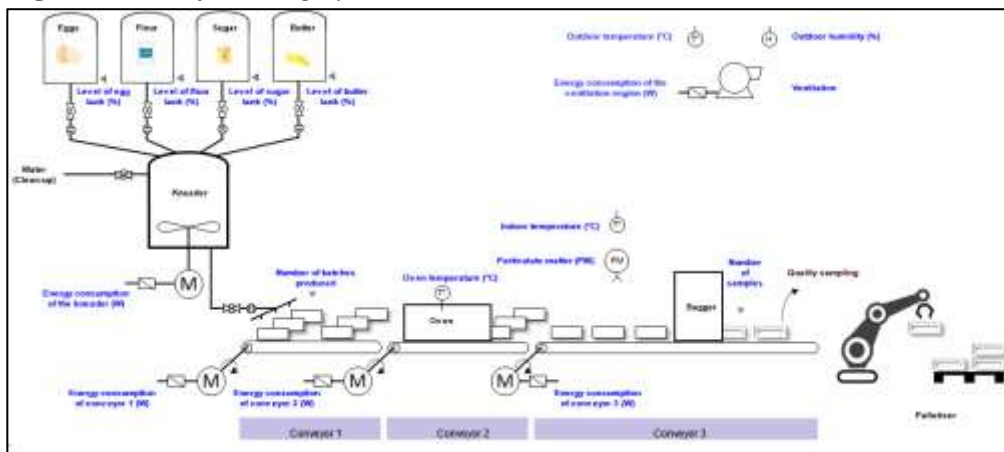 Eggs
Flour
Sugar
Butter
Level of egg
tank (%)
Level of flour
tank (%)
Level of sugar
tank (%)
Level of butter
tank (%)
Outdoor temperature (°C)
T°
H
Outdoor humidity (%)
Energy consumption of the
ventilation engine (W)
Ventilation
Water
(Clean up)
Kneader
M
Energy consumption
of the kneader (W)
Number of batches
produced
Oven temperature (°C)
T°
Oven
Indoor temperature (°C)
T°
Particulate matter (PM)
PM
Number
of
samples
Quality sampling
Bagger
M
M
M
Energy consumption
of conveyor 1 (W)
Energy consumption
of conveyor 2 (W)
Energy consumption
of conveyor 3 (W)
Palletiser
Conveyor 1
Conveyor 2
Conveyor 3